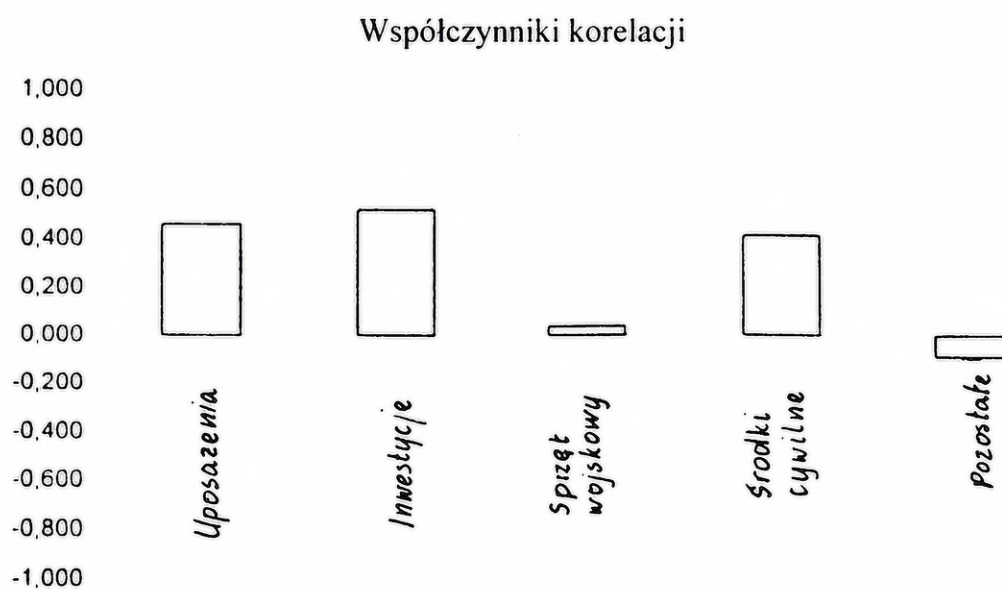 Współczynniki korelacji
1,000
0,800
0,600
0,400
0,200
0,000
-0,200
-0,400
-0,600
-0,800
-1,000
Uposażenia
Inwestycje
Sprzęt
wojskowy
Środki
cywilne
Pozostałe